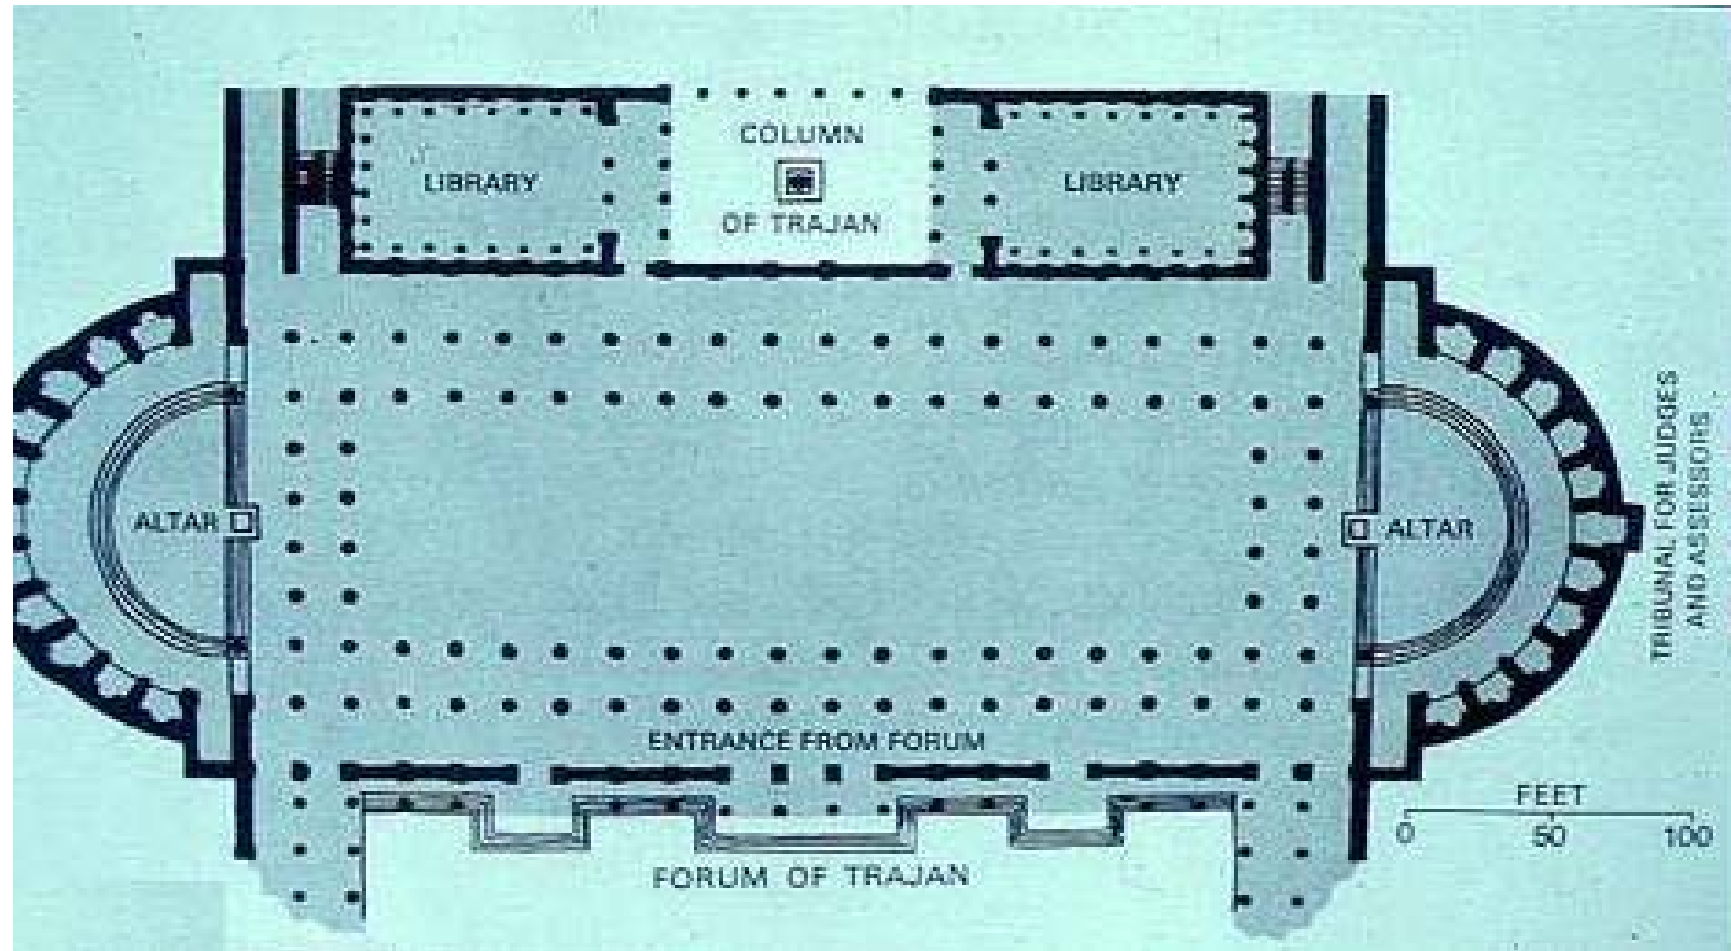 COLUMN
LIBRARY
LIBRARY
OF TRAJAN
TRIBUNAL FOR JUDGES
AND ASSESSORS
ALTAR
ALTAR
ENTRANCE FROM FORUM
FEET
0 50 100
FORUM OF TRAJAN